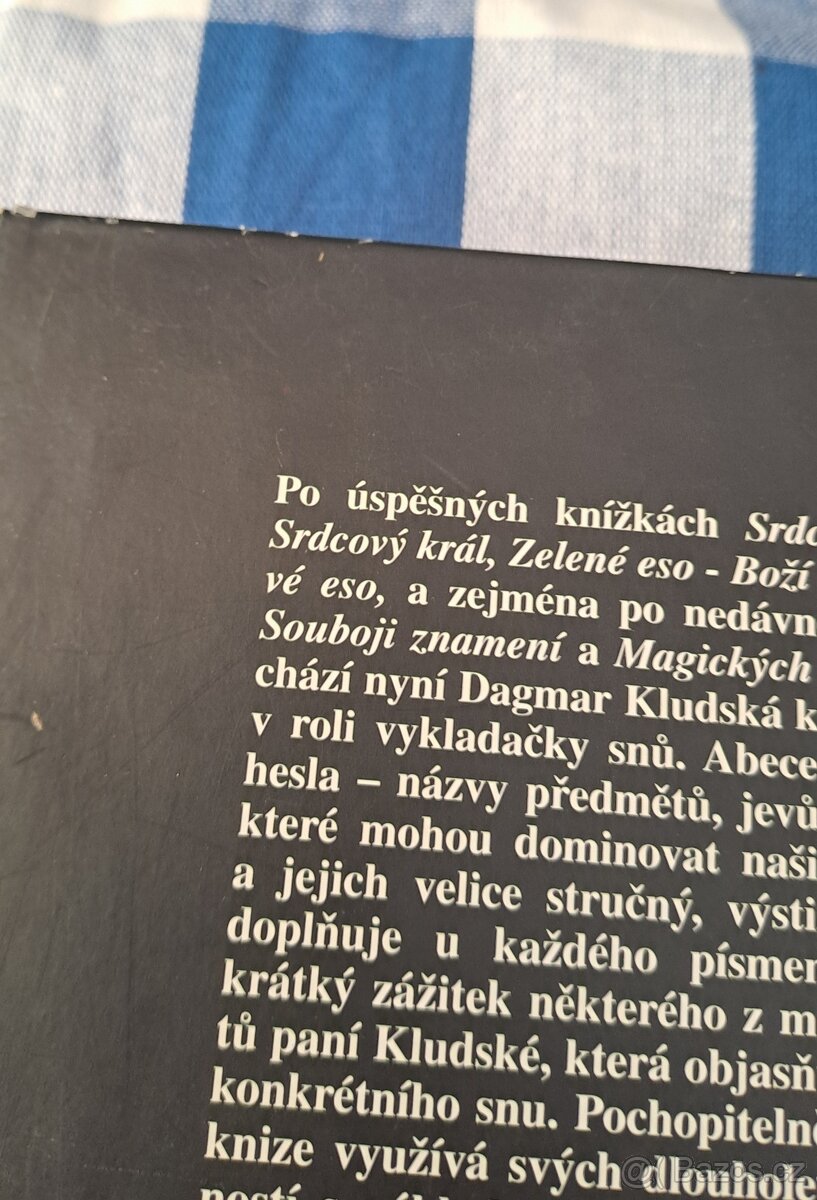 Po úspěšných knížkách Srdc
Srdcový král, Zelené eso - Boží
vé eso, a zejména po nedávn
Souboji znamení a Magických
chází nyní Dagmar Kludská k
v roli vykladačky snů. Abece
hesla – názvy předmětů, jevů
které mohou dominovat naši
a jejich velice stručný, výsti
doplňuje u každého písmen
krátký zážitek některého z m
tů paní Kludské, která objasň
konkrétního snu. Pochopitelně
knize využívá svých dlouhole
Bazos.cz